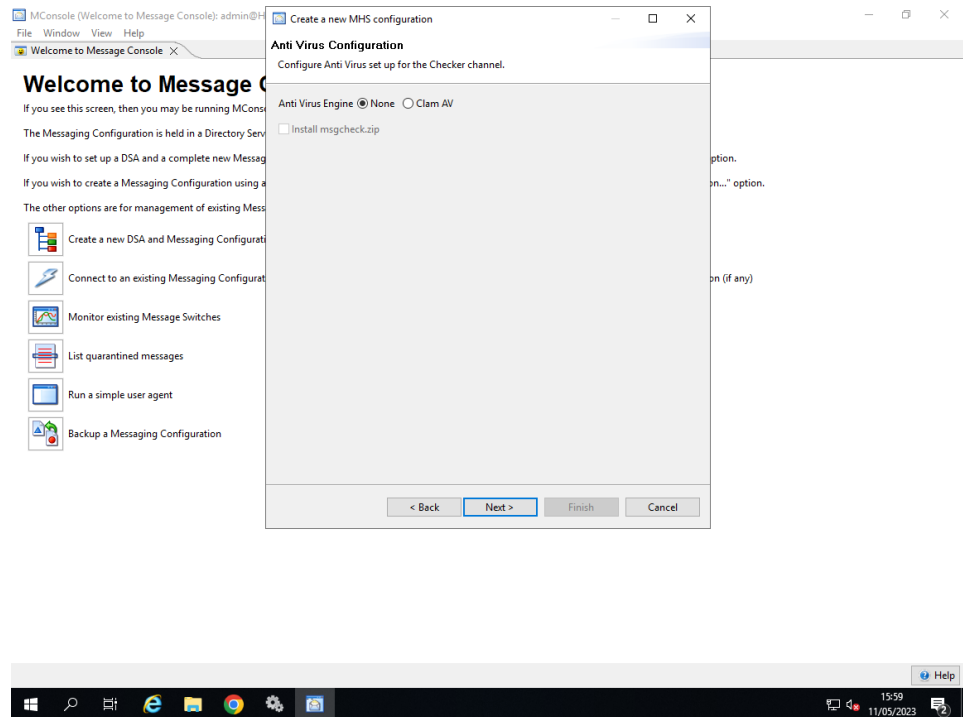 MConsole (Welcome to Message Console): admin@H
File Window View Help
Welcome to Message Console
Welcome to Message
If you see this screen, then you may be running MCons
The Messaging Configuration is held in a Directory Serv
If you wish to set up a DSA and a complete new Messag
ption.
If you wish to create a Messaging Configuration using a
on..." option.
The other options are for management of existing Mess
Create a new DSA and Messaging Configurati
Connect to an existing Messaging Configurat
on (if any)
Monitor existing Message Switches
List quarantined messages
Run a simple user agent
Backup a Messaging Configuration
Create a new MHS configuration
Anti Virus Configuration
Configure Anti Virus set up for the Checker channel.
Anti Virus Engine None Clam AV
Install msgcheck.zip
< Back Next > Finish Cancel
Help
15:59
11/05/2023
2